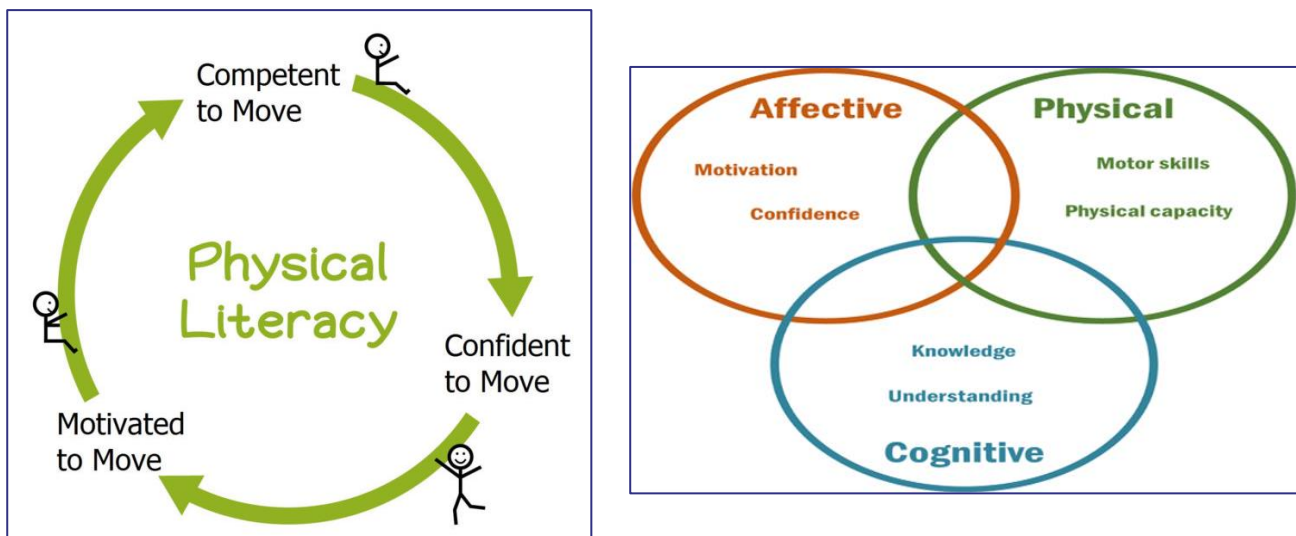 Competent
to Move
Physical
Literacy
Confident
to Move
Motivated
to Move
Affective
Physical
Motivation
Motor skills
Confidence
Physical capacity
Knowledge
Understanding
Cognitive